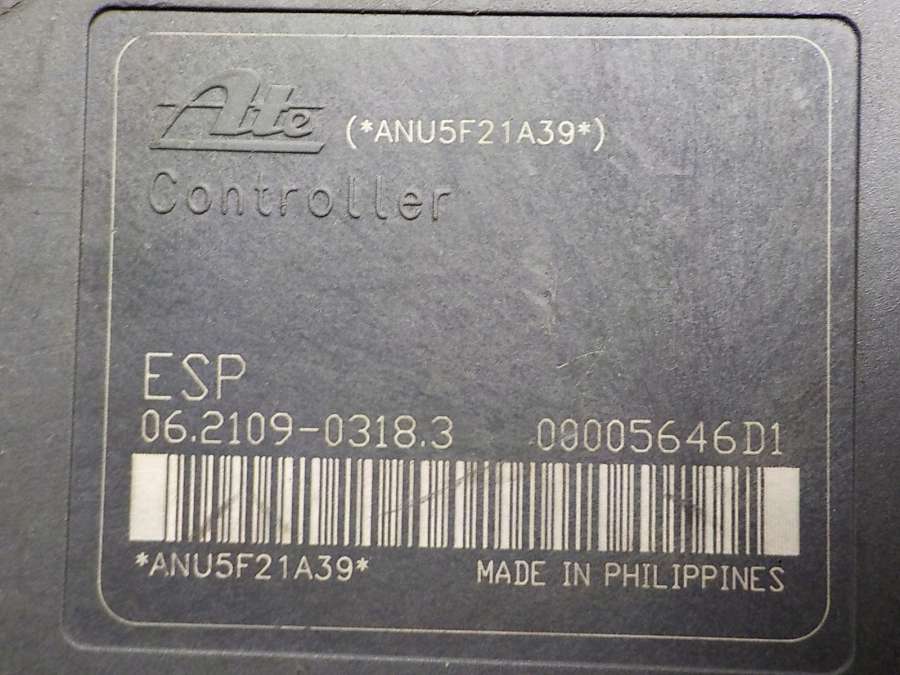 Ate (*ANU5F21A39*)
Controller
ESP
06.2109-0318.3 00005646D1
*ANU5F21A39* MADE IN PHILIPPINES